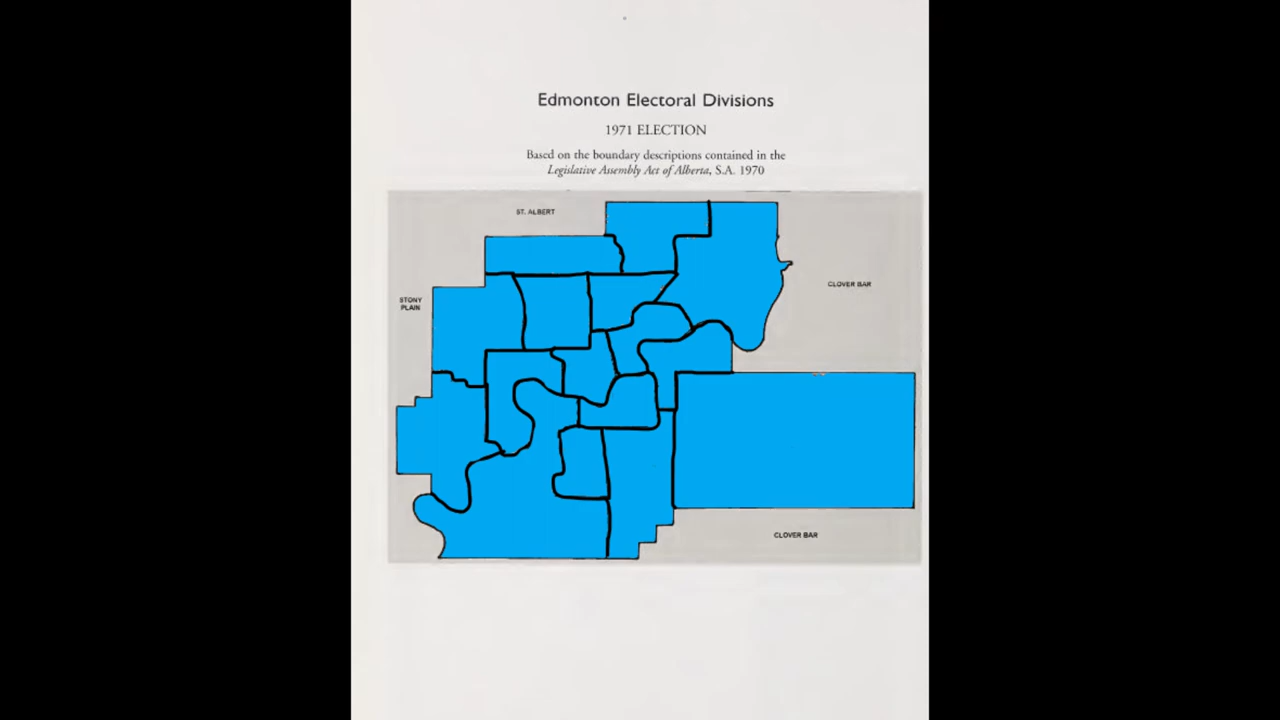 Edmonton Electoral Divisions
1971 ELECTION
Based on the boundary descriptions contained in the
Legislative Assembly Act of Alberta, S.A. 1970
ST. ALBERT
CLOVER BAR
STONY
PLAIN
CLOVER BAR